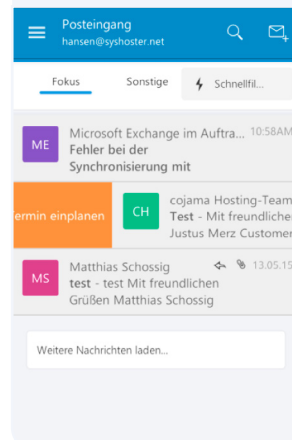 Posteingang
hansen@syshoster.net
Fokus Sonstige Schnellfil...
ME
Microsoft Exchange im Auftra... 10:58AM
Fehler bei der
Synchronisierung mit
ermin einplanen
CH
cojama Hosting-Team
Test - Mit freundliche
Justus Merz Customer
MS
Matthias Schossig 13.05.15
test - test Mit freundlichen
Grüßen Matthias Schossig
Weitere Nachrichten laden...